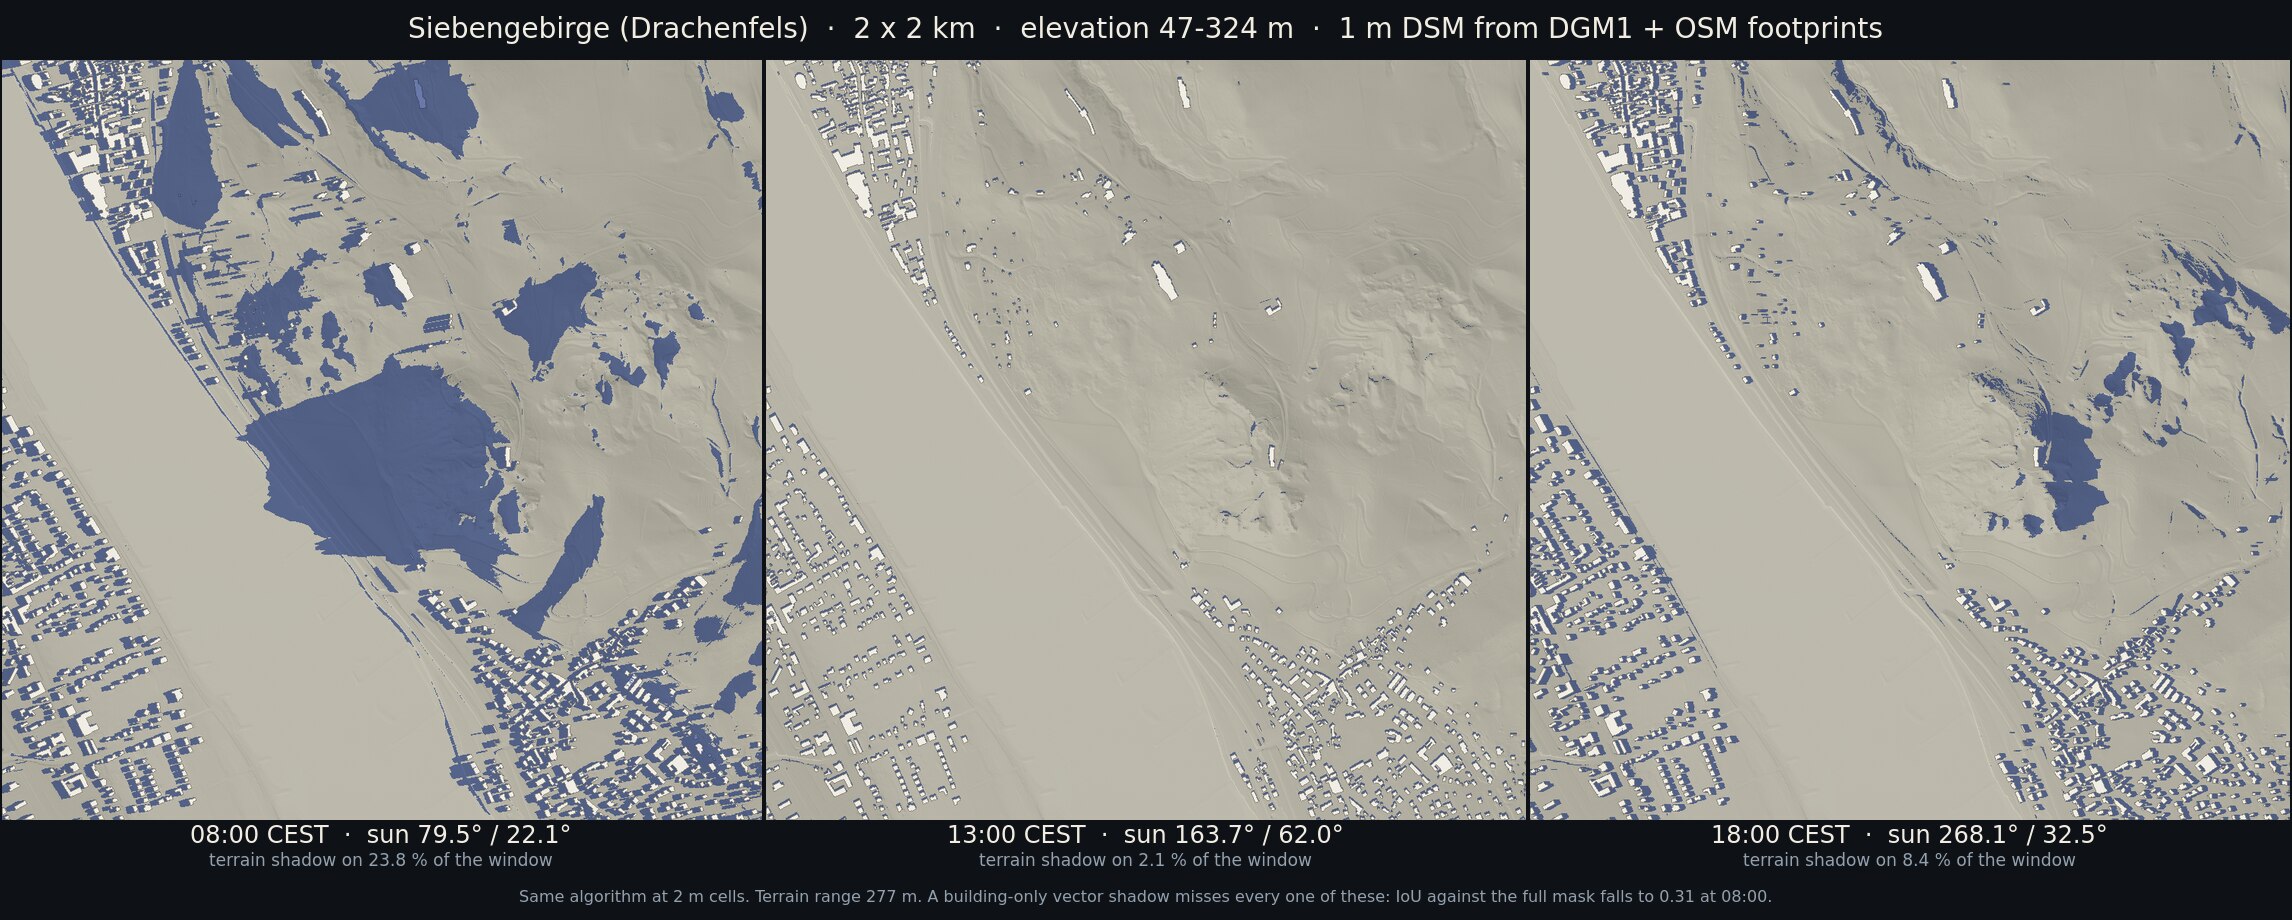 Siebengebirge (Drachenfels) · 2 x 2 km · elevation 47-324 m · 1 m DSM from DGM1 + OSM footprints
08:00 CEST · sun 79.5° / 22.1°
terrain shadow on 23.8 % of the window
13:00 CEST · sun 163.7° / 62.0°
terrain shadow on 2.1 % of the window
18:00 CEST · sun 268.1° / 32.5°
terrain shadow on 8.4 % of the window
Same algorithm at 2 m cells. Terrain range 277 m. A building-only vector shadow misses every one of these: IoU against the full mask falls to 0.31 at 08:00.